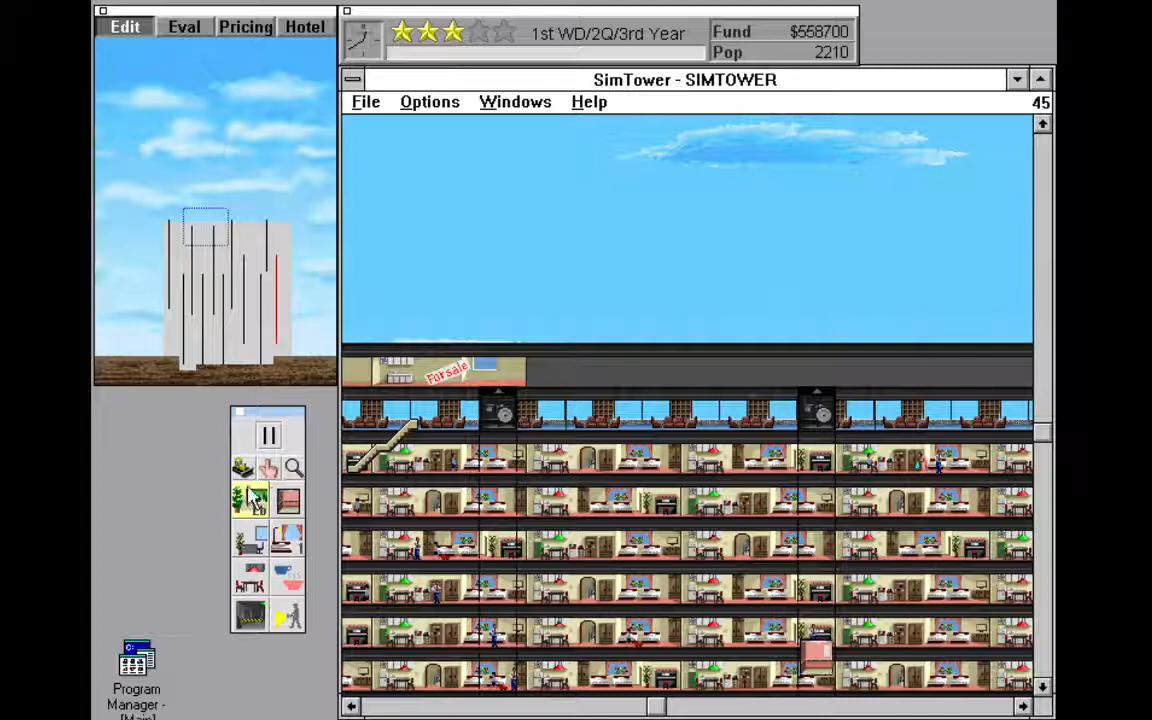 Edit Eval Pricing Hotel
1st WD/2Q/3rd Year
Fund $558700
Pop 2210
SimTower - SIMTOWER
File Options Windows Help
45
For sale
Program
Manager -
[Main]